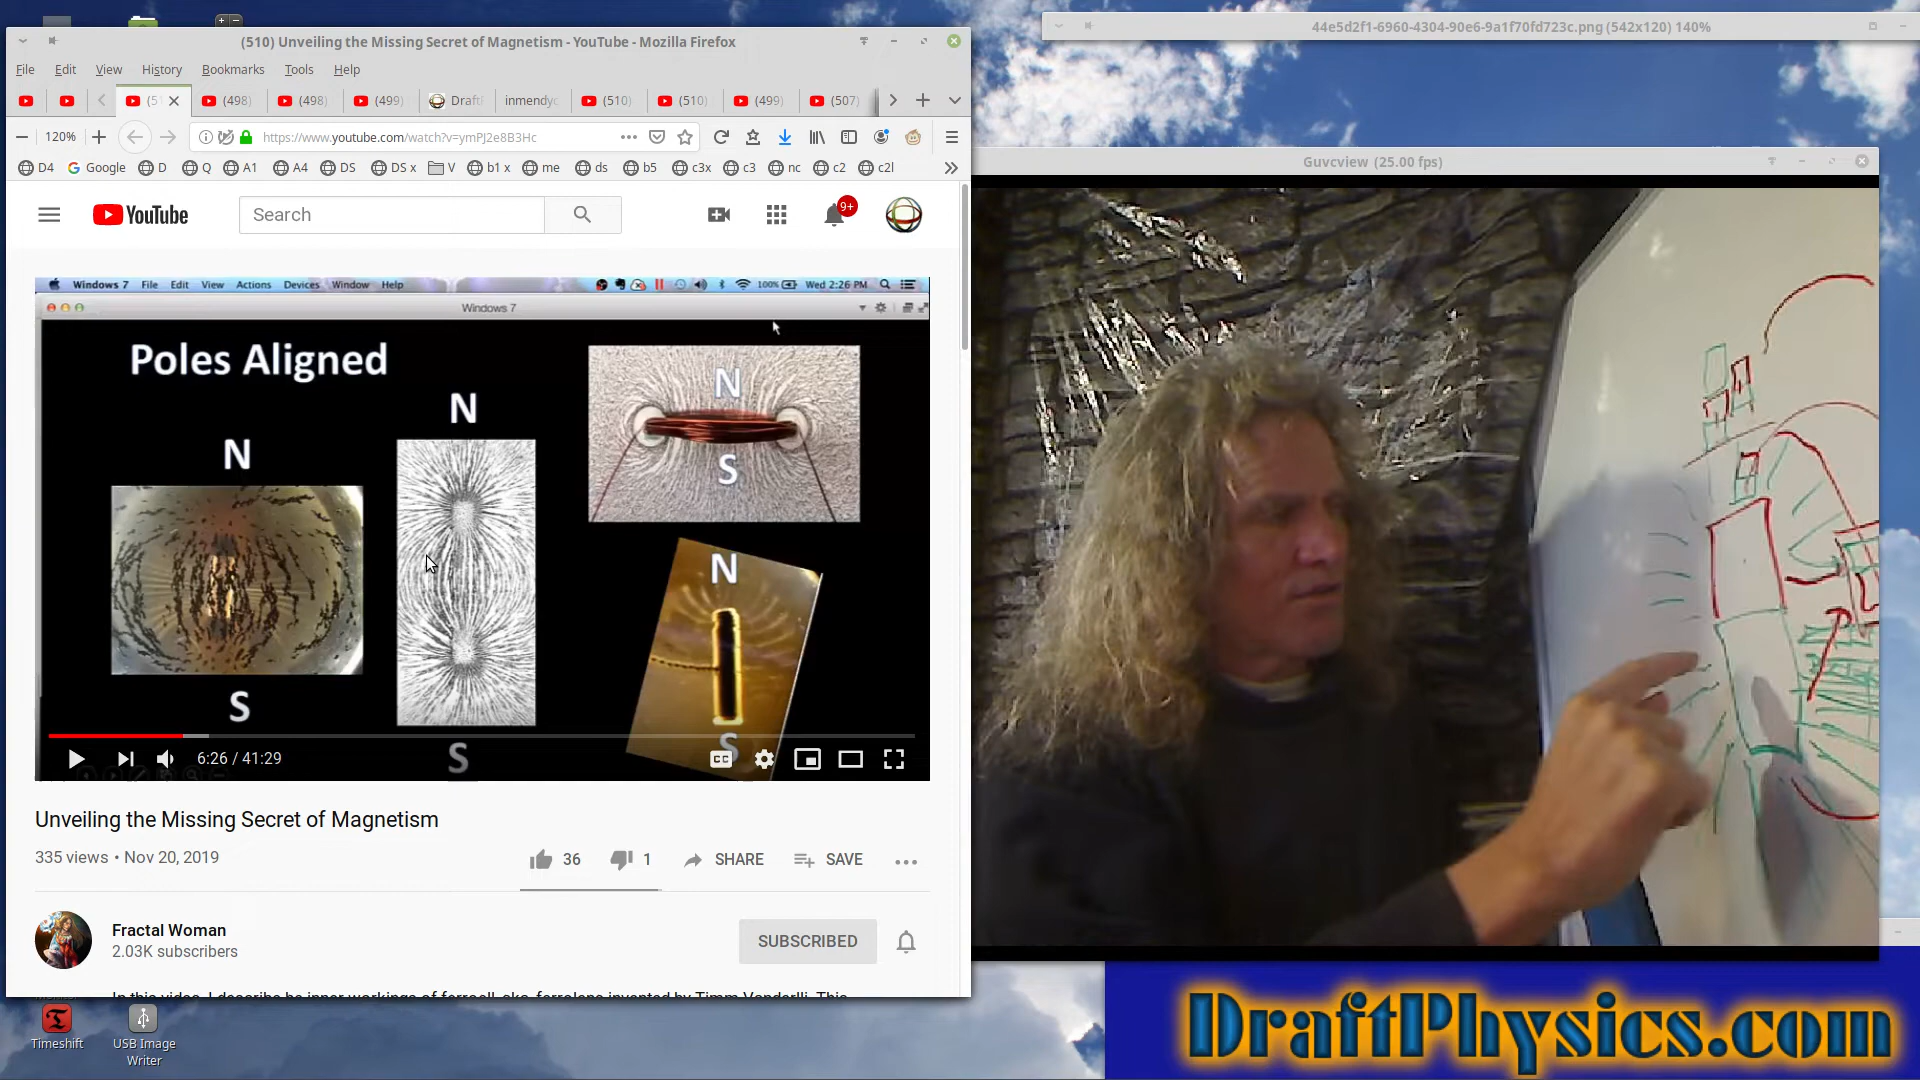 (510) Unveiling the Missing Secret of Magnetism - YouTube - Mozilla Firefox
File Edit View History Bookmarks Tools Help
(51 (498) (498) (499) DraftP inmendyc (510) (510) (499) (507)
120% https://www.youtube.com/watch?v=ymPJ2e8B3Hc
D4 Google D Q A1 A4 DS DS x V b1 x me ds b5 c3x c3 nc c2 c2l
YouTube Search 9+
Windows 7 File Edit View Actions Devices Window Help 100% Wed 2:26 PM
Windows 7
Poles Aligned
N
N
N
S
N
S
S
S
6:26 / 41:29
CC
Unveiling the Missing Secret of Magnetism
335 views • Nov 20, 2019
36 1 SHARE SAVE
Fractal Woman
2.03K subscribers
SUBSCRIBED
44e5d2f1-6960-4304-90e6-9a1f70fd723c.png (542x120) 140%
Guvcview (25.00 fps)
Timeshift
USB Image
Writer
DraftPhysics.com